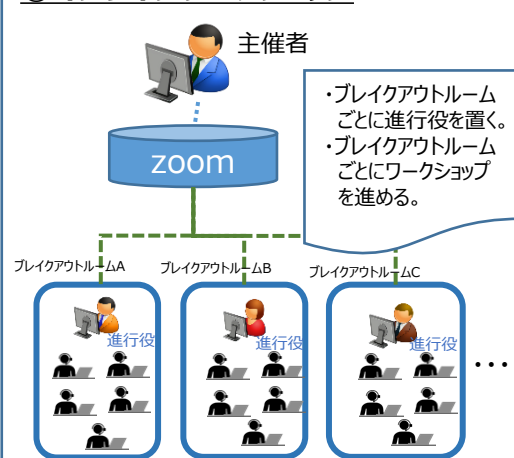 主催者
・ブレイクアウトルーム
ごとに進行役を置く。
・ブレイクアウトルーム
ごとにワークショップ
を進める。
zoom
ブレイクアウトルームA
ブレイクアウトルームB
ブレイクアウトルームC
進行役
進行役
進行役
・・・